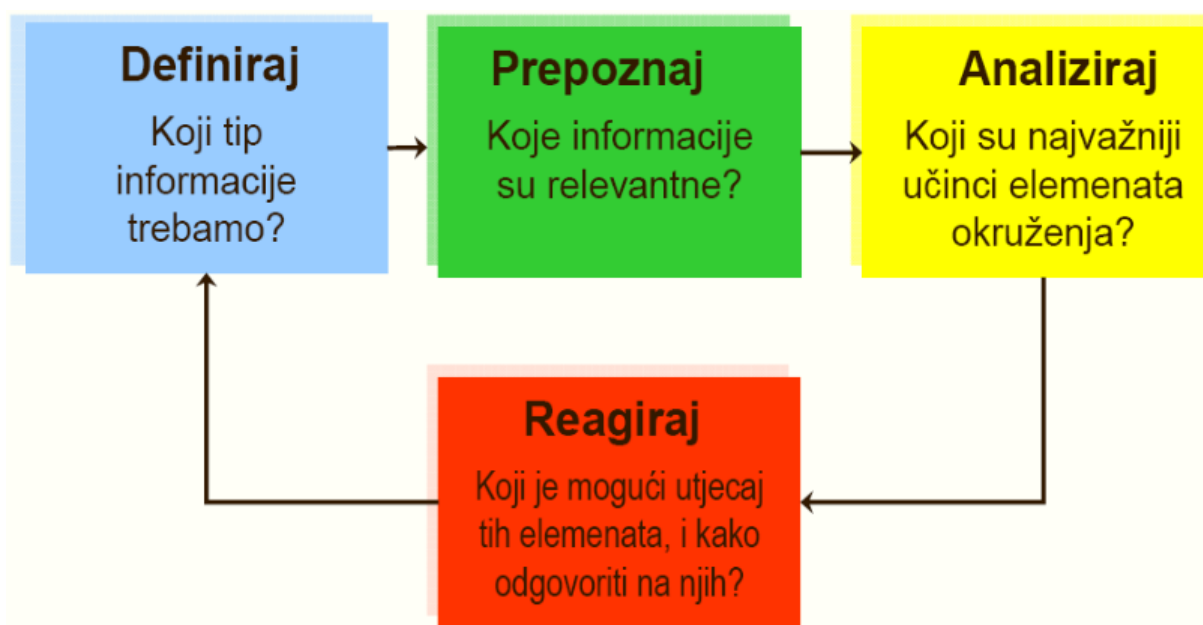 Definiraj
Koji tip
informacije
trebamo?
Prepoznaj
Koje informacije
su relevantne?
Analiziraj
Koji su najvažniji
učinci elemenata
okruženja?
Reagiraj
Koji je mogući utjecaj
tih elemenata, i kako
odgovoriti na njih?